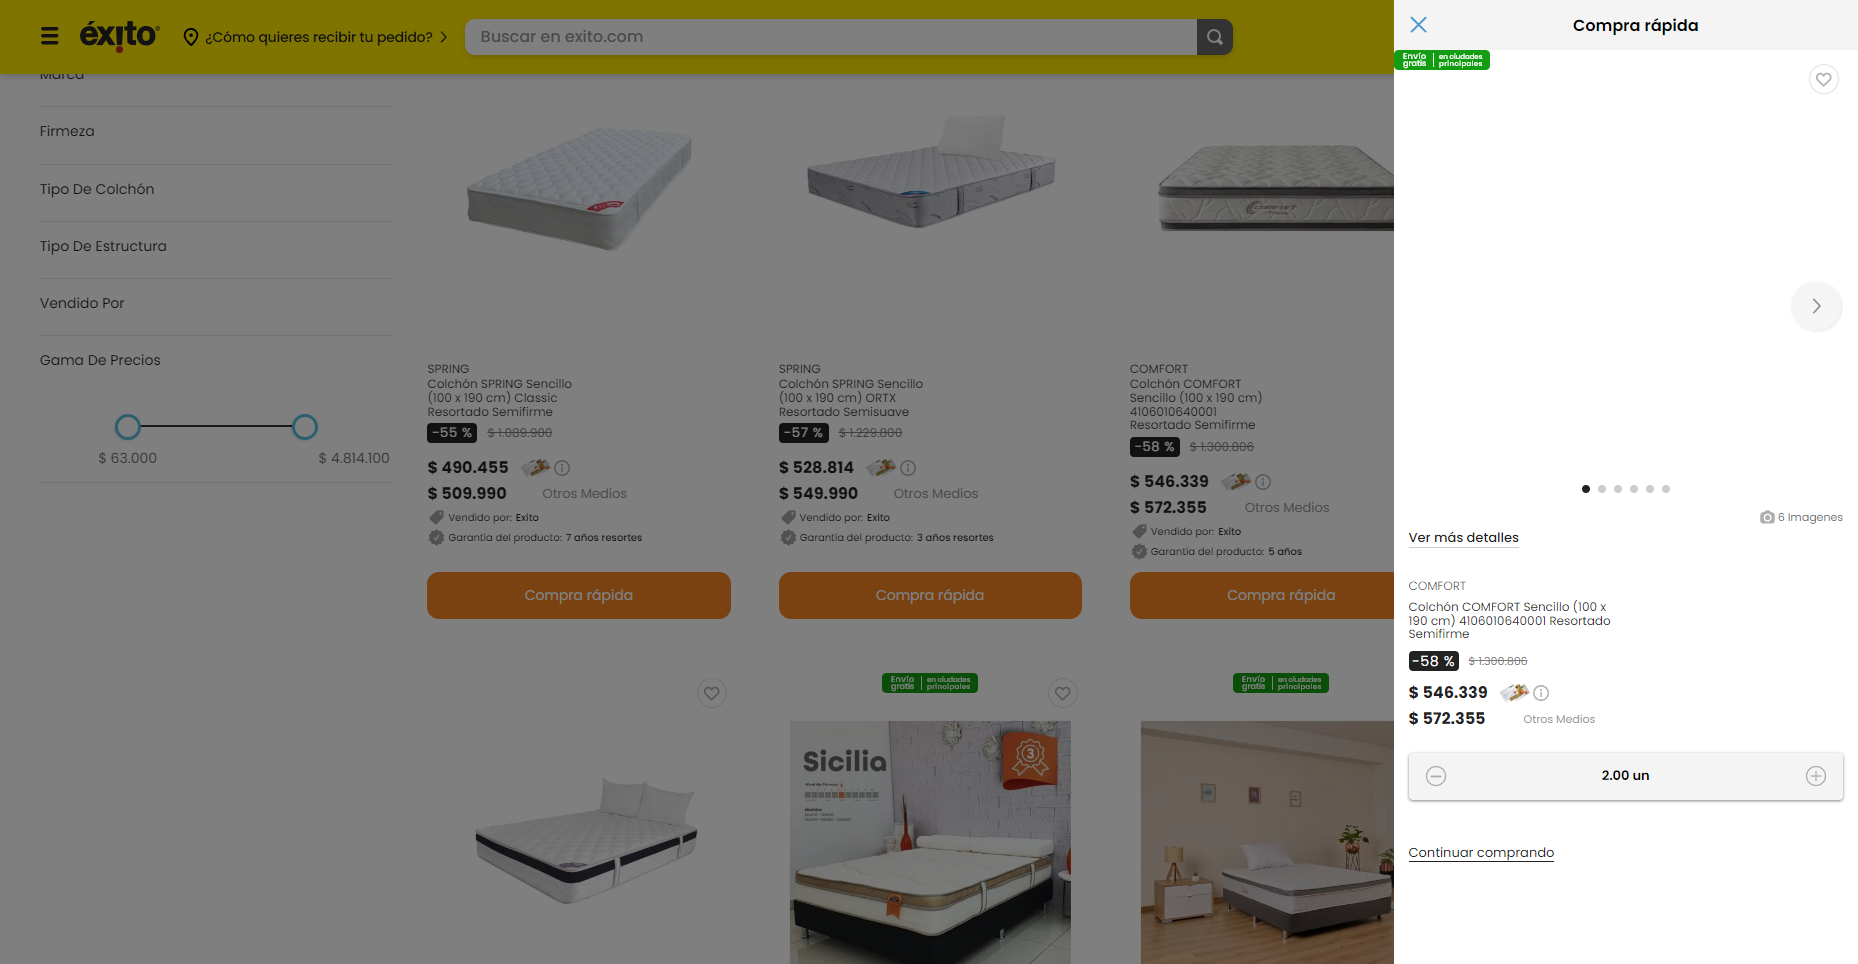 éxito
¿Cómo quieres recibir tu pedido?
Buscar en exito.com
Marca
Firmeza
Tipo De Colchón
Tipo De Estructura
Vendido Por
Gama De Precios
$ 63.000
$ 4.814.100
SPRING
Colchón SPRING Sencillo
(100 x 190 cm) Classic
Resortado Semifirme
-55 % $ 1.089.900
$ 490.455
$ 509.990 Otros Medios
Vendido por: Exito
Garantía del producto: 7 años resortes
Compra rápida
SPRING
Colchón SPRING Sencillo
(100 x 190 cm) ORTX
Resortado Semisuave
-57 % $ 1.229.800
$ 528.814
$ 549.990 Otros Medios
Vendido por: Exito
Garantía del producto: 3 años resortes
Compra rápida
COMFORT
COMFORT
Colchón COMFORT
Sencillo (100 x 190 cm)
4106010640001
Resortado Semifirme
-58 % $ 1.300.806
$ 546.339
$ 572.355 Otros Medios
Vendido por: Exito
Garantía del producto: 5 años
Compra rápida
Envío gratis en ciudades principales
Sicilia
Nivel de Firmeza
3
Envío gratis en ciudades principales
Compra rápida
Envío gratis en ciudades principales
6 Imagenes
Ver más detalles
COMFORT
Colchón COMFORT Sencillo (100 x
190 cm) 4106010640001 Resortado
Semifirme
-58 % $ 1.300.806
$ 546.339
$ 572.355 Otros Medios
2.00 un
Continuar comprando